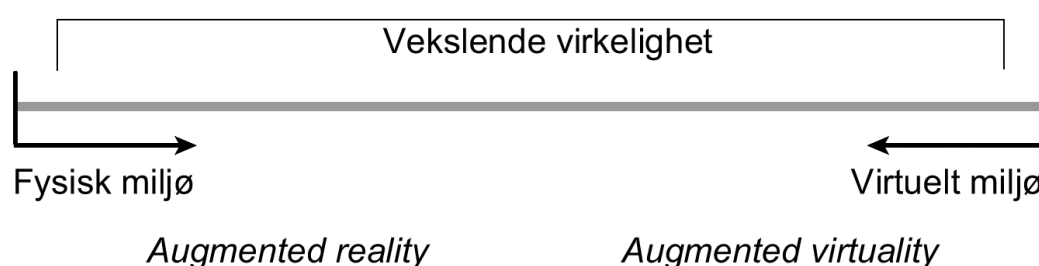 Vekslende virkelighet
Fysisk miljø
Virtuelt miljø
Augmented reality
Augmented virtuality